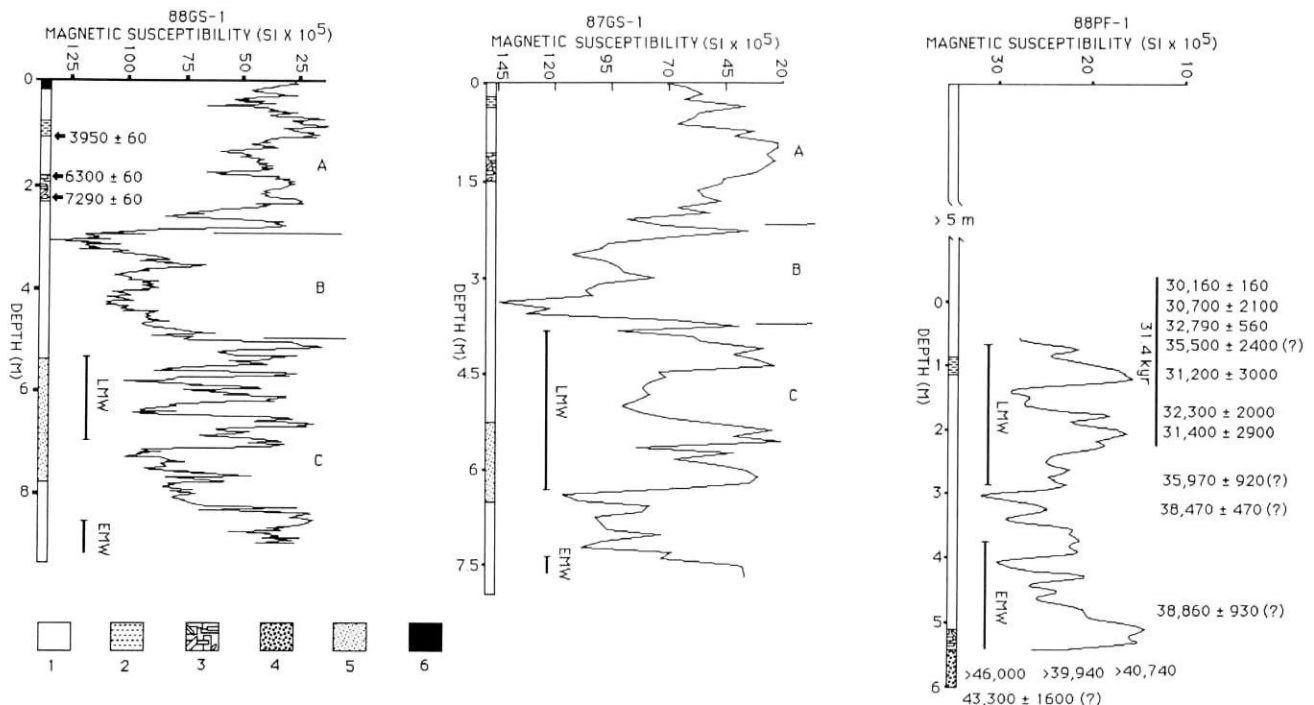 88GS-1
MAGNETIC SUSCEPTIBILITY (SI x 10⁵)
125
100
75
50
25
0
2
4
6
8
DEPTH (M)
3950 ± 60
6300 ± 60
7290 ± 60
A
B
C
LMW
EMW
1
2
3
4
5
6
87GS-1
MAGNETIC SUSCEPTIBILITY (SI x 10⁵)
145
120
95
70
45
20
0
1.5
3
4.5
6
7.5
DEPTH (M)
A
B
C
LMW
EMW
88PF-1
MAGNETIC SUSCEPTIBILITY (SI x 10⁵)
30
20
10
> 5 m
0
1
2
3
4
5
6
DEPTH (M)
LMW
EMW
31.4 kyr
30,160 ± 160
30,700 ± 2100
32,790 ± 560
35,500 ± 2400 (?)
31,200 ± 3000
32,300 ± 2000
31,400 ± 2900
35,970 ± 920 (?)
38,470 ± 470 (?)
38,860 ± 930 (?)
>46,000 >39,940 >40,740
43,300 ± 1600 (?)